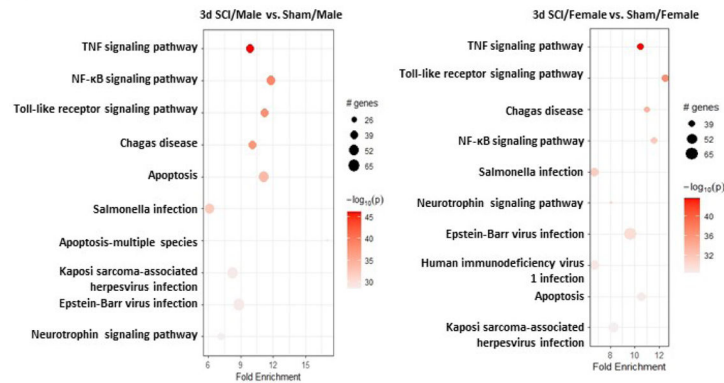 3d SCI/Male vs. Sham/Male
TNF signaling pathway
NF-κB signaling pathway
Toll-like receptor signaling pathway
Chagas disease
Apoptosis
Salmonella infection
Apoptosis-multiple species
Kaposi sarcoma-associated
herpesvirus infection
Epstein-Barr virus infection
Neurotrophin signaling pathway
6 9 12 15
Fold Enrichment
# genes
26
39
52
65
−log10(p)
45
40
35
30
3d SCI/Female vs. Sham/Female
TNF signaling pathway
Toll-like receptor signaling pathway
Chagas disease
NF-κB signaling pathway
Salmonella infection
Neurotrophin signaling pathway
Epstein-Barr virus infection
Human immunodeficiency virus
1 infection
Apoptosis
Kaposi sarcoma-associated
herpesvirus infection
8 10 12
Fold Enrichment
# genes
39
52
65
−log10(p)
40
36
32